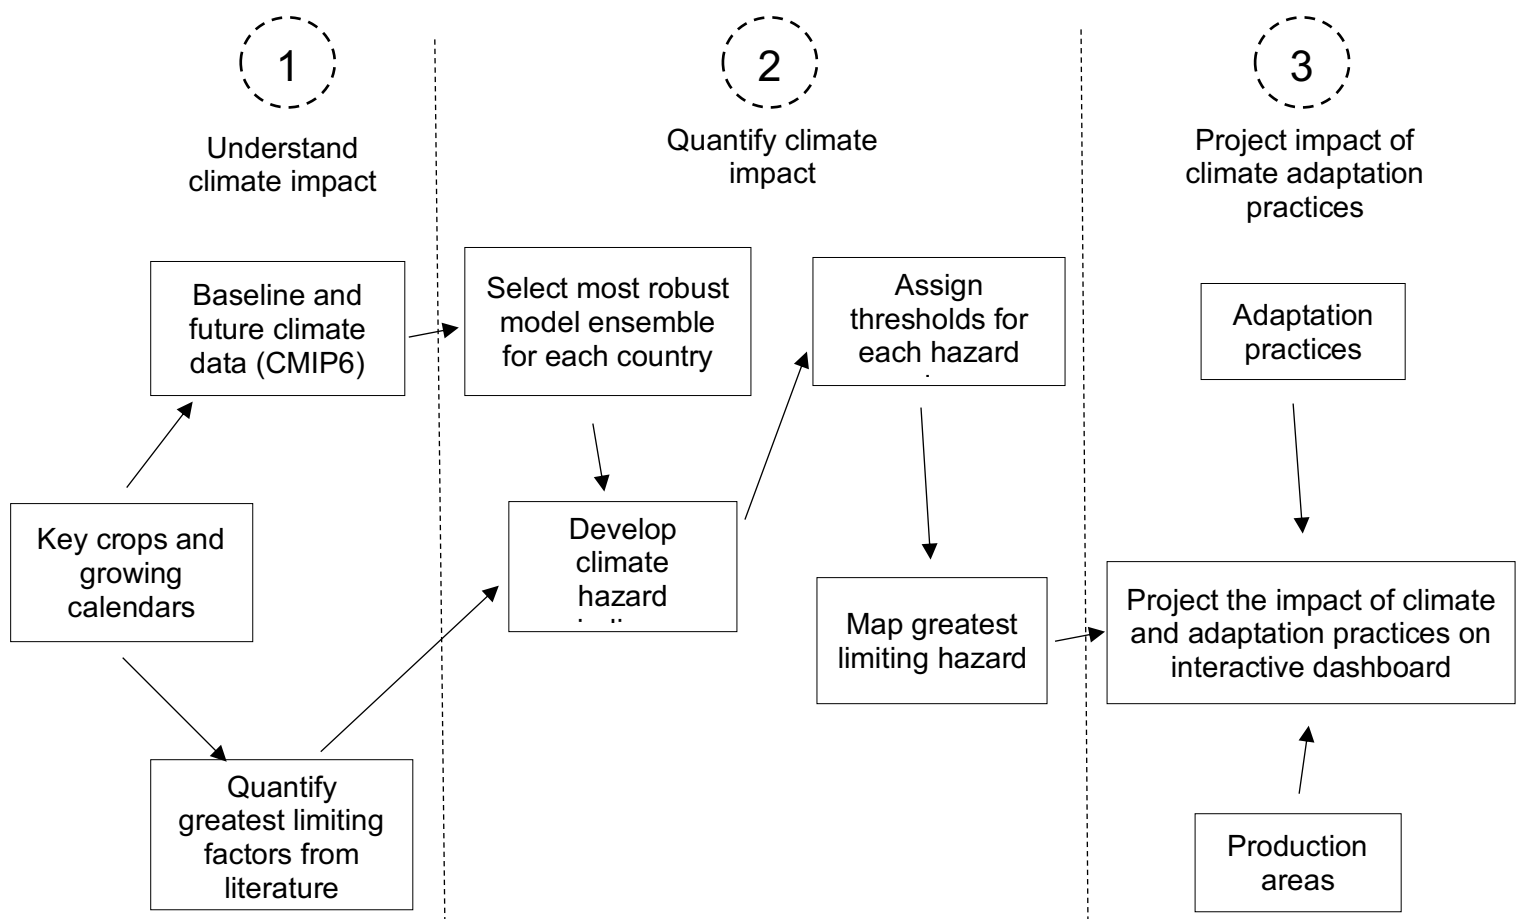 1
Understand
climate impact
Baseline and
future climate
data (CMIP6)
Key crops and
growing
calendars
Quantify
greatest limiting
factors from
literature
2
Quantify climate
impact
Select most robust
model ensemble
for each country
Develop
climate
hazard
Assign
thresholds for
each hazard
Map greatest
limiting hazard
3
Project impact of
climate adaptation
practices
Adaptation
practices
Project the impact of climate
and adaptation practices on
interactive dashboard
Production
areas